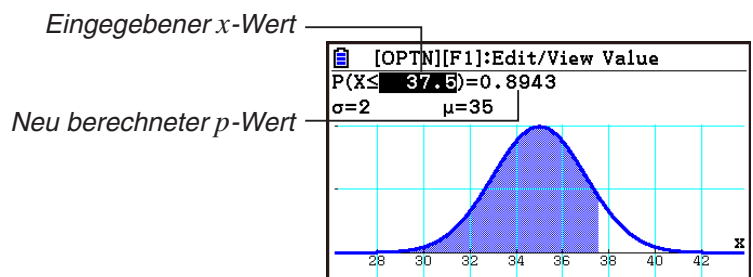 Eingegebener x-Wert
[OPTN][F1]:Edit/View Value
P(X≤ 37.5)=0.8943
σ=2 μ=35
Neu berechneter p-Wert
x
28 30 32 34 36 38 40 42